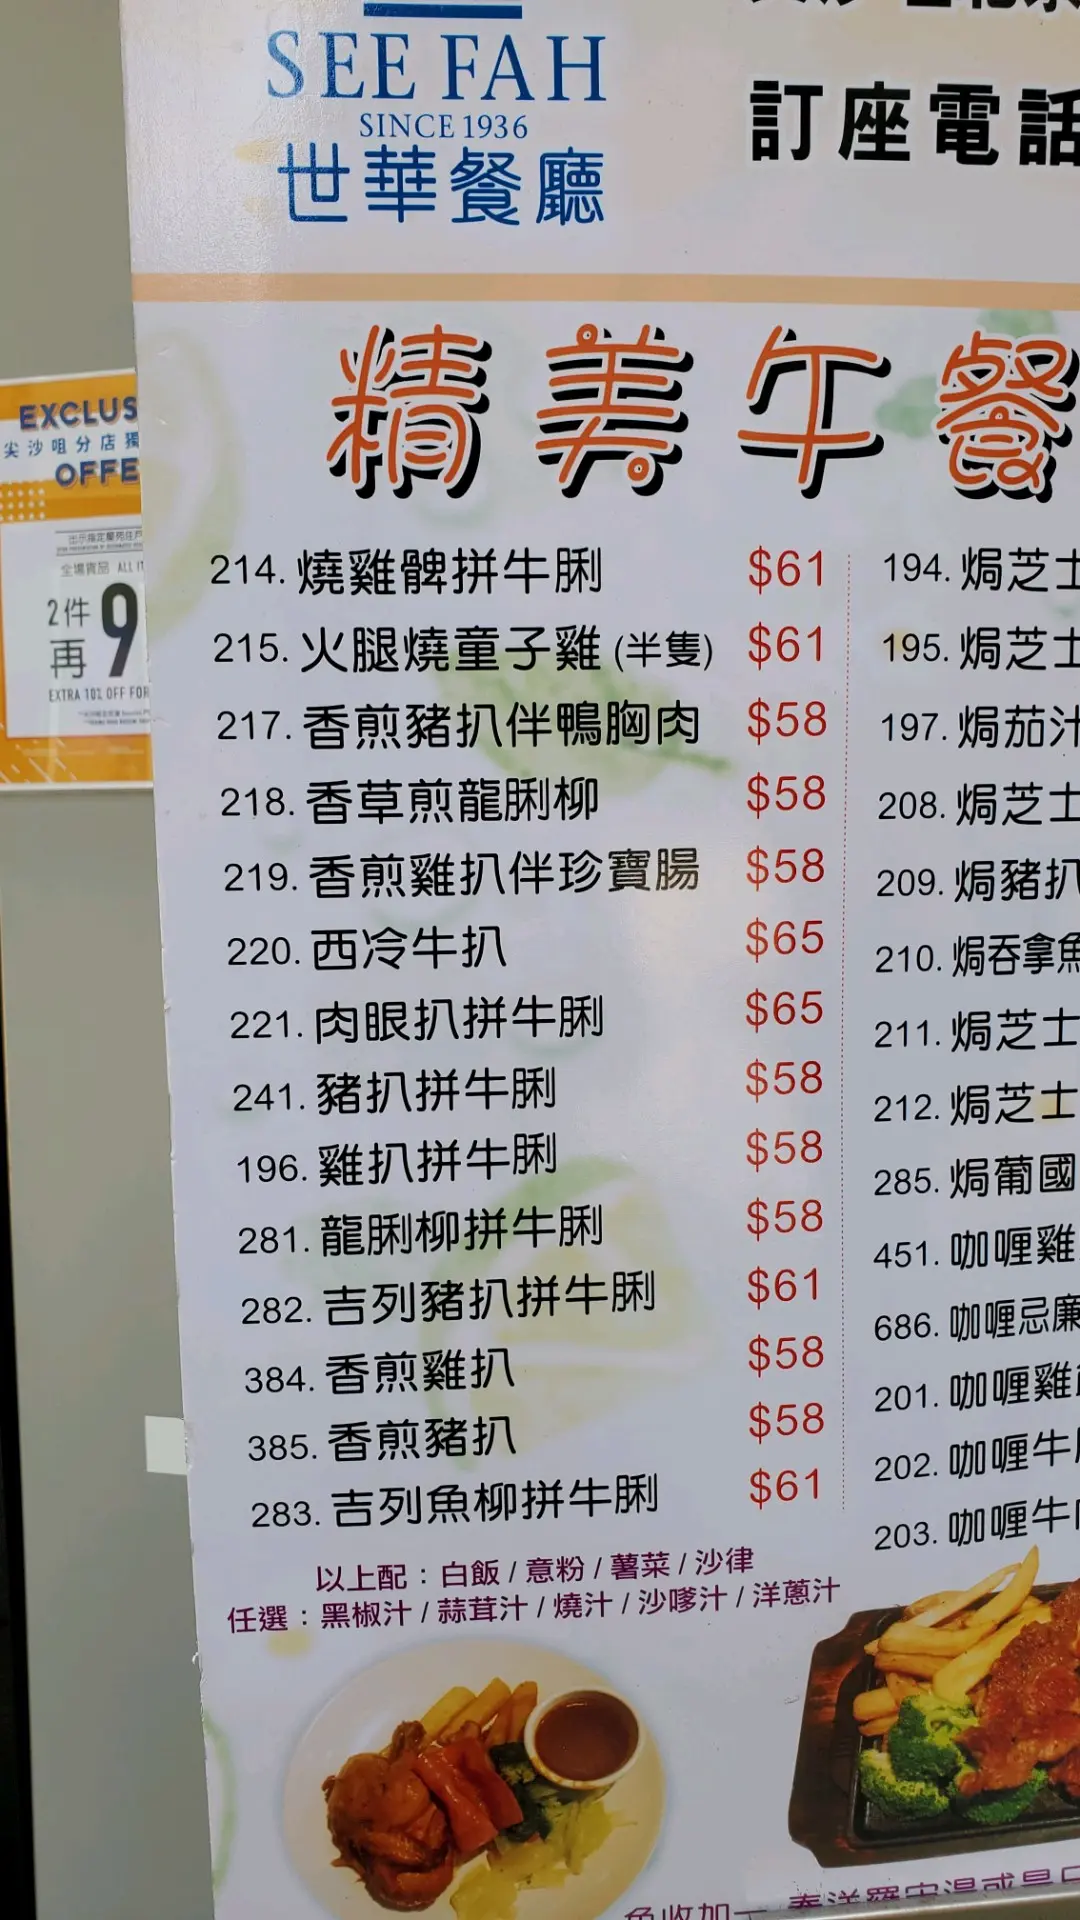 SEE FAH
SINCE 1936
世華餐廳
訂座電話
精美午餐
214. 燒雞髀拼牛脷 $61
215. 火腿燒童子雞 (半隻) $61
217. 香煎豬扒伴鴨胸肉 $58
218. 香草煎龍脷柳 $58
219. 香煎雞扒伴珍寶腸 $58
220. 西冷牛扒 $65
221. 肉眼扒拼牛脷 $65
241. 豬扒拼牛脷 $58
196. 雞扒拼牛脷 $58
281. 龍脷柳拼牛脷 $58
282. 吉列豬扒拼牛脷 $61
384. 香煎雞扒 $58
385. 香煎豬扒 $58
283. 吉列魚柳拼牛脷 $61
以上配：白飯 / 意粉 / 薯菜 / 沙律
任選：黑椒汁 / 蒜茸汁 / 燒汁 / 沙嗲汁 / 洋蔥汁
194. 焗芝士
195. 焗芝士
197. 焗茄汁
208. 焗芝士
209. 焗豬扒
210. 焗吞拿魚
211. 焗芝士
212. 焗芝士
285. 焗葡國
451. 咖喱雞
686. 咖喱忌廉
201. 咖喱雞
202. 咖喱牛
203. 咖喱牛
EXCLUS
尖沙咀分店獨
OFFE
全場貨品 ALL IT
2件
再9
EXTRA 10% OFF FOR